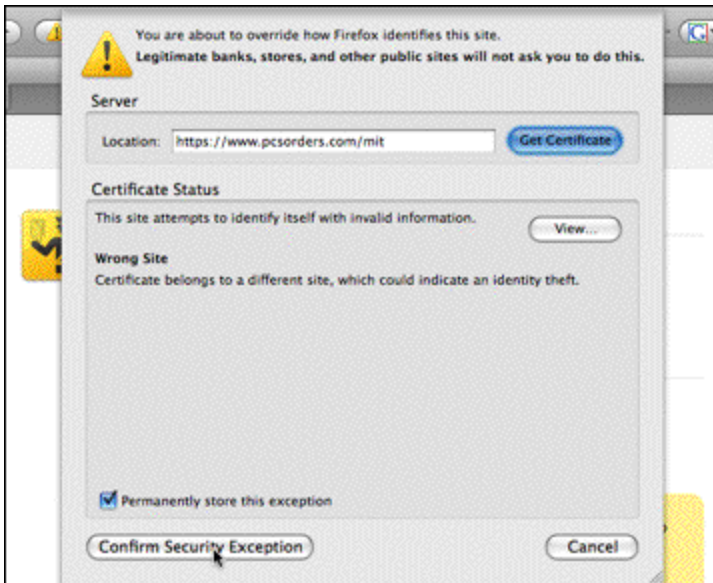 You are about to override how Firefox identifies this site.
Legitimate banks, stores, and other public sites will not ask you to do this.
Server
Location: https://www.pcsorders.com/mit Get Certificate
Certificate Status
This site attempts to identify itself with invalid information.
View...
Wrong Site
Certificate belongs to a different site, which could indicate an identity theft.
Permanently store this exception
Confirm Security Exception Cancel